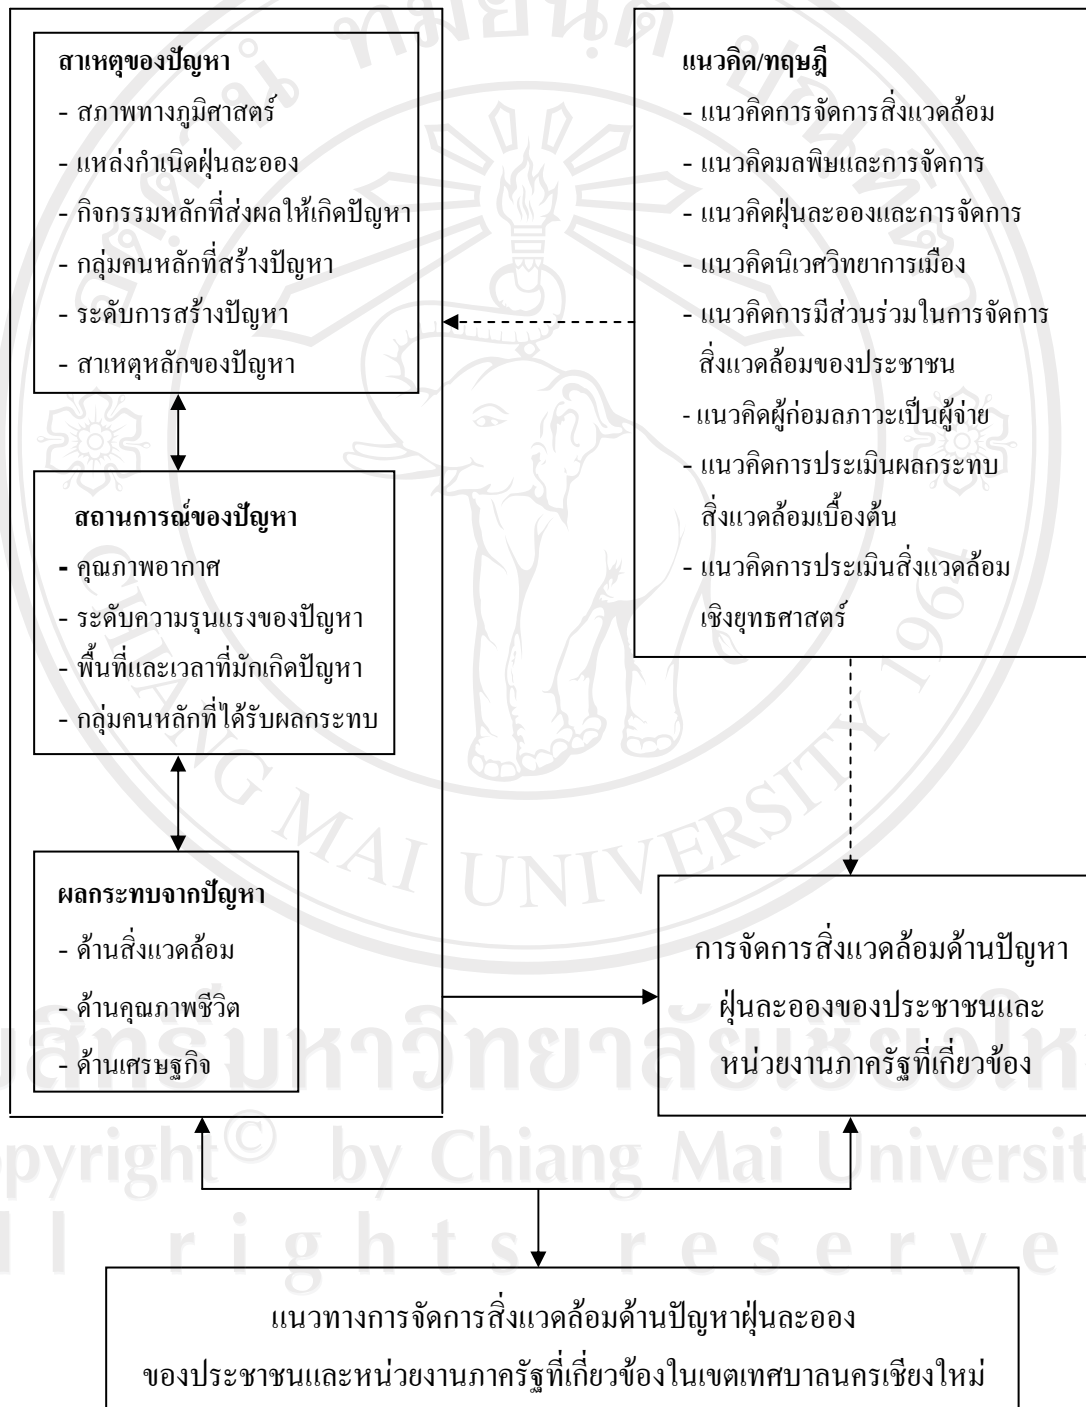 สาเหตุของปัญหา
- สภาพทางภูมิศาสตร์
- แหล่งกำเนิดฝุ่นละออง
- กิจกรรมหลักที่ส่งผลให้เกิดปัญหา
- กลุ่มคนหลักที่สร้างปัญหา
- ระดับการสร้างปัญหา
- สาเหตุหลักของปัญหา
สถานการณ์ของปัญหา
- คุณภาพอากาศ
- ระดับความรุนแรงของปัญหา
- พื้นที่และเวลาที่มักเกิดปัญหา
- กลุ่มคนหลักที่ได้รับผลกระทบ
ผลกระทบจากปัญหา
- ด้านสิ่งแวดล้อม
- ด้านคุณภาพชีวิต
- ด้านเศรษฐกิจ
แนวคิด/ทฤษฎี
- แนวคิดการจัดการสิ่งแวดล้อม
- แนวคิดมลพิษและการจัดการ
- แนวคิดฝุ่นละอองและการจัดการ
- แนวคิดนิเวศวิทยาการเมือง
- แนวคิดการมีส่วนร่วมในการจัดการ
สิ่งแวดล้อมของประชาชน
- แนวคิดผู้ก่อมลภาวะเป็นผู้จ่าย
- แนวคิดการประเมินผลกระทบ
สิ่งแวดล้อมเบื้องต้น
- แนวคิดการประเมินสิ่งแวดล้อม
เชิงยุทธศาสตร์
การจัดการสิ่งแวดล้อมด้านปัญหา
ฝุ่นละอองของประชาชนและ
หน่วยงานภาครัฐที่เกี่ยวข้อง
แนวทางการจัดการสิ่งแวดล้อมด้านปัญหาฝุ่นละออง
ของประชาชนและหน่วยงานภาครัฐที่เกี่ยวข้องในเขตเทศบาลนครเชียงใหม่
CHIANG MAI UNIVERSITY 1964
มหาวิทยาลัยเชียงให
by Chiang Mai
rights